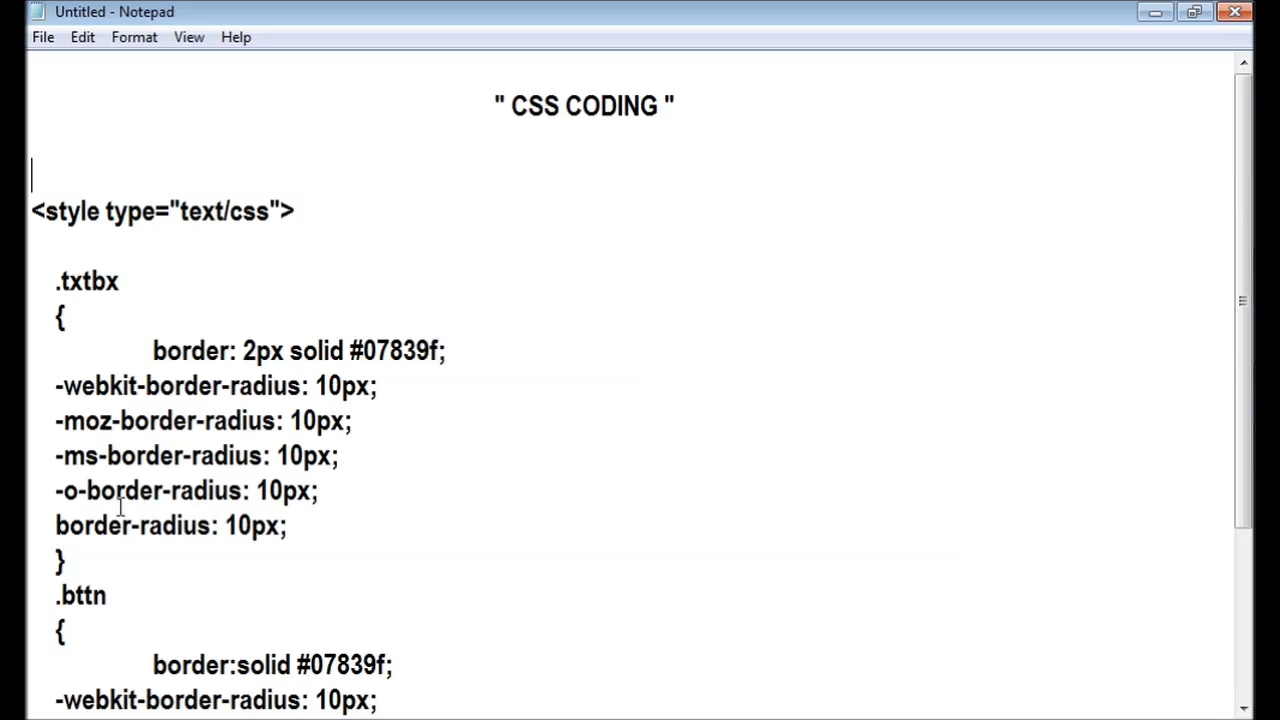 Untitled - Notepad
File Edit Format View Help
" CSS CODING "
<style type="text/css">
.txtbx
{
border: 2px solid #07839f;
-webkit-border-radius: 10px;
-moz-border-radius: 10px;
-ms-border-radius: 10px;
-o-border-radius: 10px;
border-radius: 10px;
}
.bttn
{
border:solid #07839f;
-webkit-border-radius: 10px;